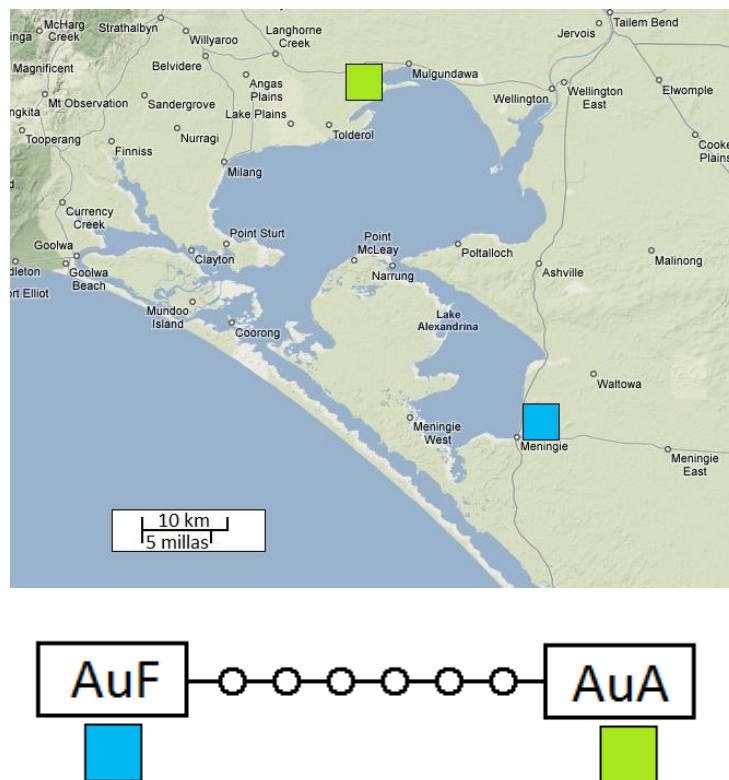 McHarg
Creek
Strathalbyn
Willyaroo
Langhorne
Creek
Jervois
Tailem Bend
Magnificent
Belvidere
Angas
Plains
Mulgundawa
Wellington
Wellington
East
Elwomple
Mt Observation
Sandergrove
Lake Plains
Tolderol
Tooperang
Nurragi
Finniss
Cooke
Plains
Milang
Currency
Creek
Point Sturt
Point
McLeay
Poltalloch
Goolwa
Clayton
Narrung
Ashville
Malinong
Goolwa
Beach
Mundoo
Island
Coorong
Lake
Alexandrina
Waltowa
Meningie
West
Meningie
Meningie
East
10 km
5 millas
AuF
AuA